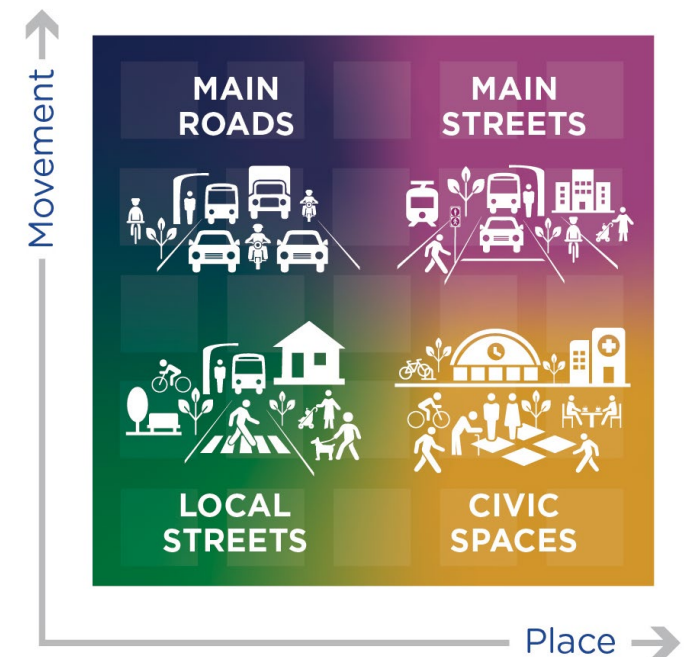 Movement
MAIN
ROADS
MAIN
STREETS
LOCAL
STREETS
CIVIC
SPACES
Place